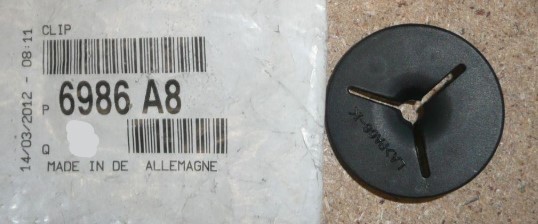 CLIP
P 6986 A8
Q
MADE IN DE ALLEMAGNE
14/03/2012 - 08:11